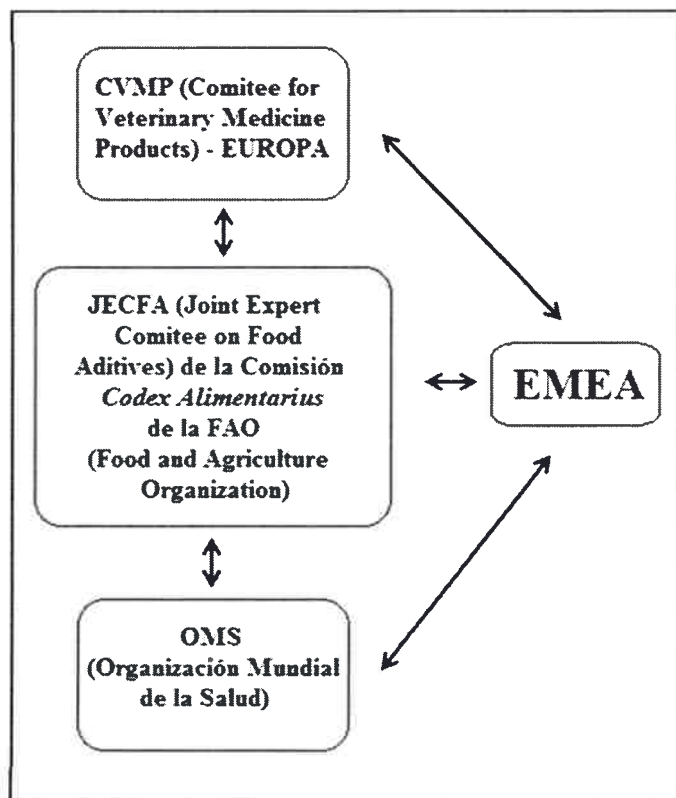 CVMP (Comitee for
Veterinary Medicine
Products) - EUROPA
JECFA (Joint Expert
Comitee on Food
Aditives) de la Comisión
Codex Alimentarius
de la FAO
(Food and Agriculture
Organization)
EMEA
OMS
(Organización Mundial
de la Salud)